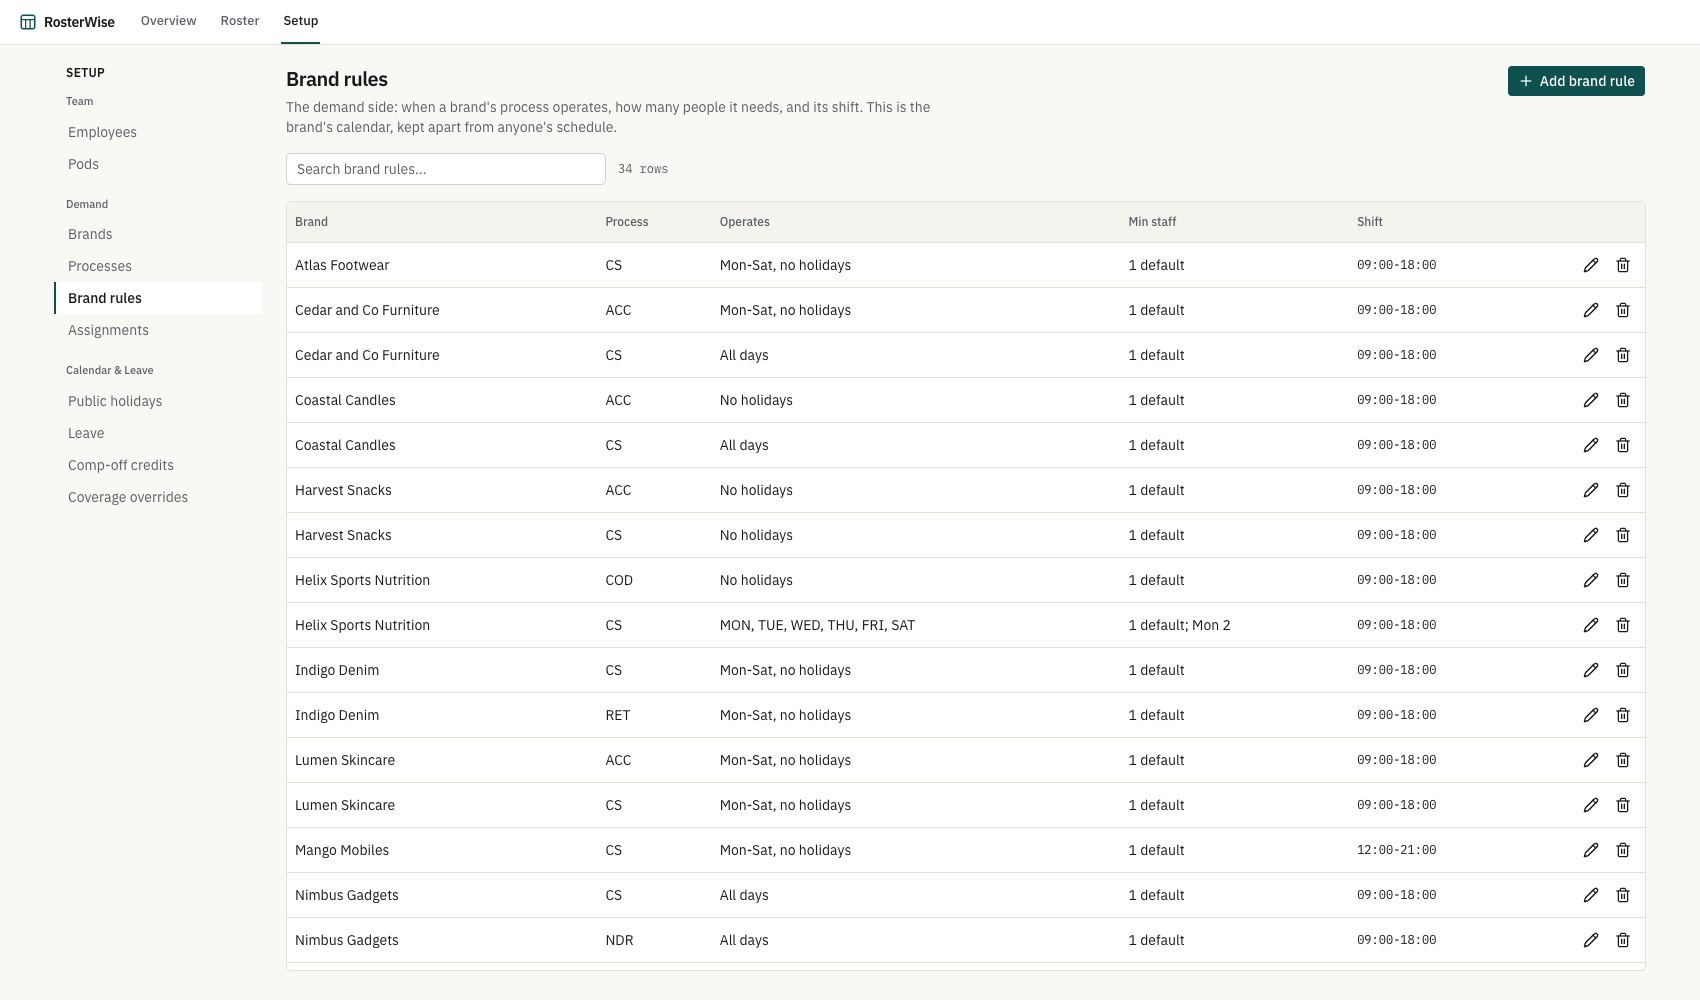 RosterWise Overview Roster Setup
SETUP
Team
Employees
Pods
Demand
Brands
Processes
Brand rules
Assignments
Calendar & Leave
Public holidays
Leave
Comp-off credits
Coverage overrides
Brand rules
Add brand rule
The demand side: when a brand's process operates, how many people it needs, and its shift. This is the
brand's calendar, kept apart from anyone's schedule.
Search brand rules... 34 rows
Brand Process Operates Min staff Shift
Atlas Footwear CS Mon-Sat, no holidays 1 default 09:00-18:00
Cedar and Co Furniture ACC Mon-Sat, no holidays 1 default 09:00-18:00
Cedar and Co Furniture CS All days 1 default 09:00-18:00
Coastal Candles ACC No holidays 1 default 09:00-18:00
Coastal Candles CS All days 1 default 09:00-18:00
Harvest Snacks ACC No holidays 1 default 09:00-18:00
Harvest Snacks CS No holidays 1 default 09:00-18:00
Helix Sports Nutrition COD No holidays 1 default 09:00-18:00
Helix Sports Nutrition CS MON, TUE, WED, THU, FRI, SAT 1 default; Mon 2 09:00-18:00
Indigo Denim CS Mon-Sat, no holidays 1 default 09:00-18:00
Indigo Denim RET Mon-Sat, no holidays 1 default 09:00-18:00
Lumen Skincare ACC Mon-Sat, no holidays 1 default 09:00-18:00
Lumen Skincare CS Mon-Sat, no holidays 1 default 09:00-18:00
Mango Mobiles CS Mon-Sat, no holidays 1 default 12:00-21:00
Nimbus Gadgets CS All days 1 default 09:00-18:00
Nimbus Gadgets NDR All days 1 default 09:00-18:00